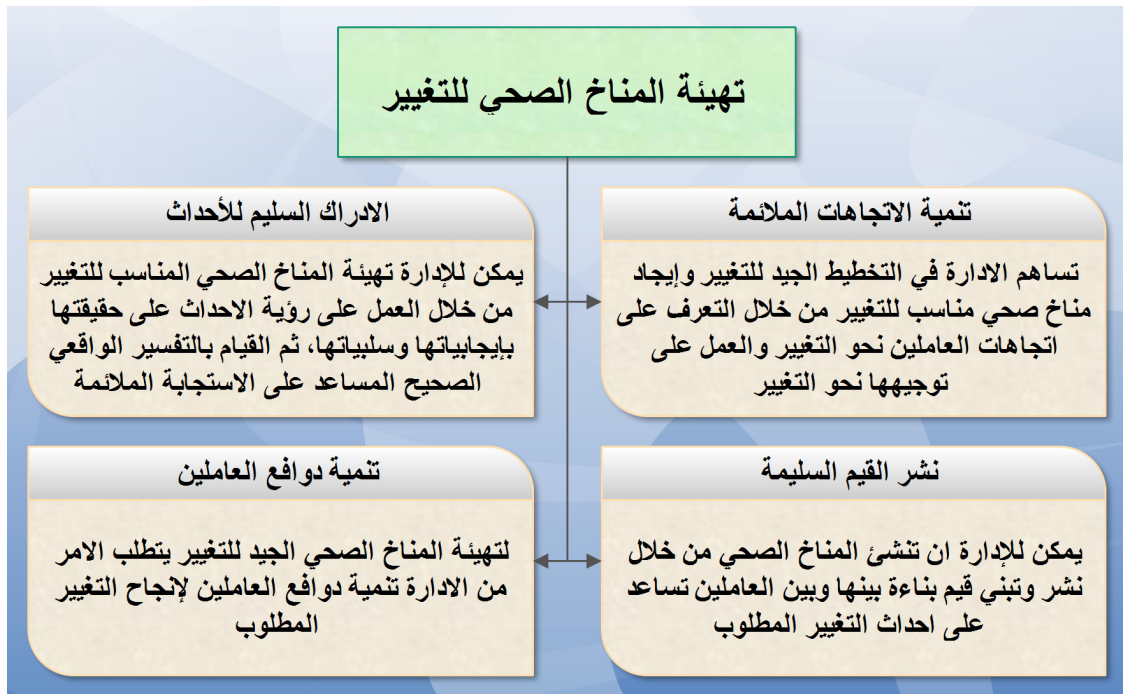 تهيئة المناخ الصحي للتغيير
تنمية الاتجاهات الملائمة
تساهم الادارة في التخطيط الجيد للتغيير وإيجاد
مناخ صحي مناسب للتغيير من خلال التعرف على
اتجاهات العاملين نحو التغيير والعمل على
توجيهها نحو التغيير
الادراك السليم للأحداث
يمكن للإدارة تهيئة المناخ الصحي المناسب للتغيير
من خلال العمل على رؤية الاحداث على حقيقتها
بإيجابياتها وسلبياتها، ثم القيام بالتفسير الواقعي
الصحيح المساعد على الاستجابة الملائمة
نشر القيم السليمة
يمكن للإدارة ان تنشئ المناخ الصحي من خلال
نشر وتبني قيم بناءة بينها وبين العاملين تساعد
على احداث التغيير المطلوب
تنمية دوافع العاملين
لتهيئة المناخ الصحي الجيد للتغيير يتطلب الامر
من الادارة تنمية دوافع العاملين لإنجاح التغيير
المطلوب